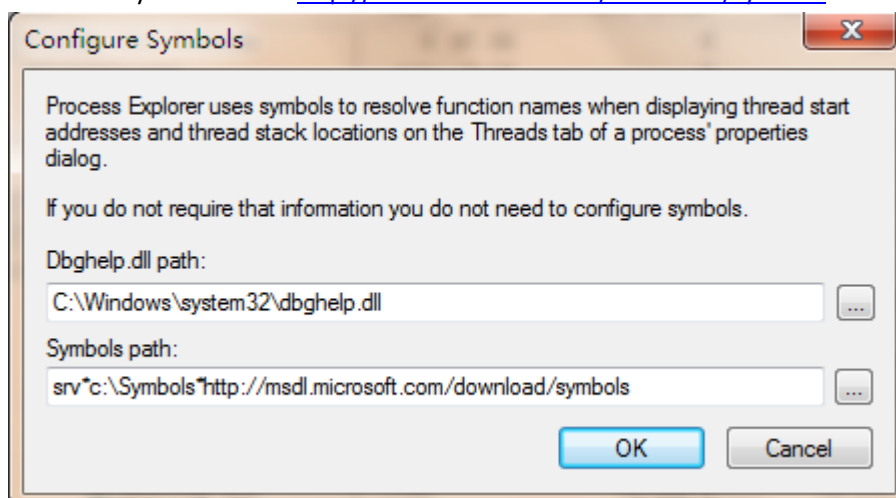 Configure Symbols
Process Explorer uses symbols to resolve function names when displaying thread start
addresses and thread stack locations on the Threads tab of a process' properties
dialog.
If you do not require that information you do not need to configure symbols.
Dbghelp.dll path:
C:\Windows\system32\dbghelp.dll
...
Symbols path:
srv*c:\Symbols*http://msdl.microsoft.com/download/symbols
...
OK Cancel